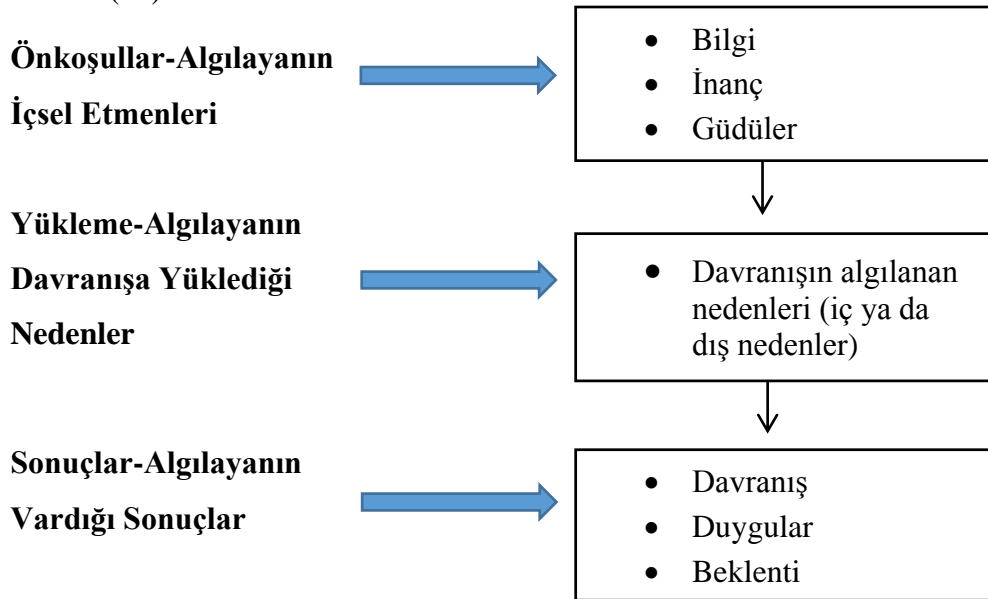 Önkoşullar-Algılayanın
İçsel Etmenleri
• Bilgi
• İnanç
• Güdüler
Yükleme-Algılayanın
Davranışa Yüklediği
Nedenler
• Davranışın algılanan
nedenleri (iç ya da
dış nedenler)
Sonuçlar-Algılayanın
Vardığı Sonuçlar
• Davranış
• Duygular
• Beklenti